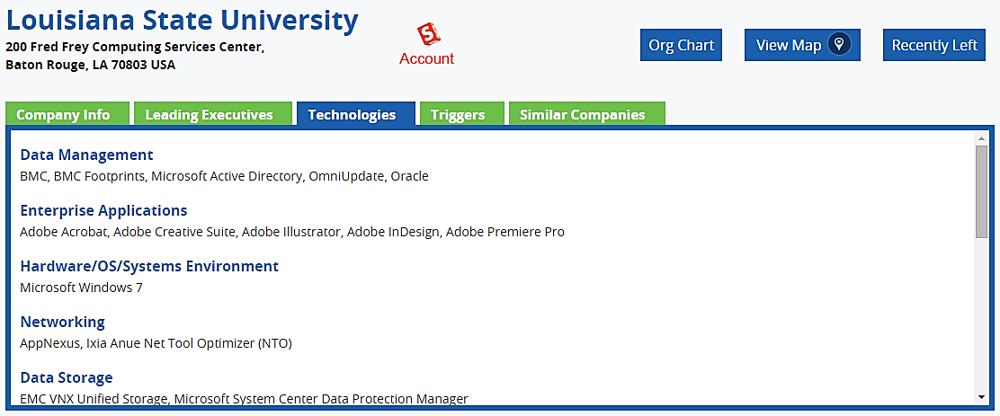 Louisiana State University
200 Fred Frey Computing Services Center,
Baton Rouge, LA 70803 USA
S
Account
Org Chart
View Map
Recently Left
Company Info
Leading Executives
Technologies
Triggers
Similar Companies
Data Management
BMC, BMC Footprints, Microsoft Active Directory, OmniUpdate, Oracle
Enterprise Applications
Adobe Acrobat, Adobe Creative Suite, Adobe Illustrator, Adobe InDesign, Adobe Premiere Pro
Hardware/OS/Systems Environment
Microsoft Windows 7
Networking
AppNexus, Ixia Anue Net Tool Optimizer (NTO)
Data Storage
EMC VNX Unified Storage, Microsoft System Center Data Protection Manager